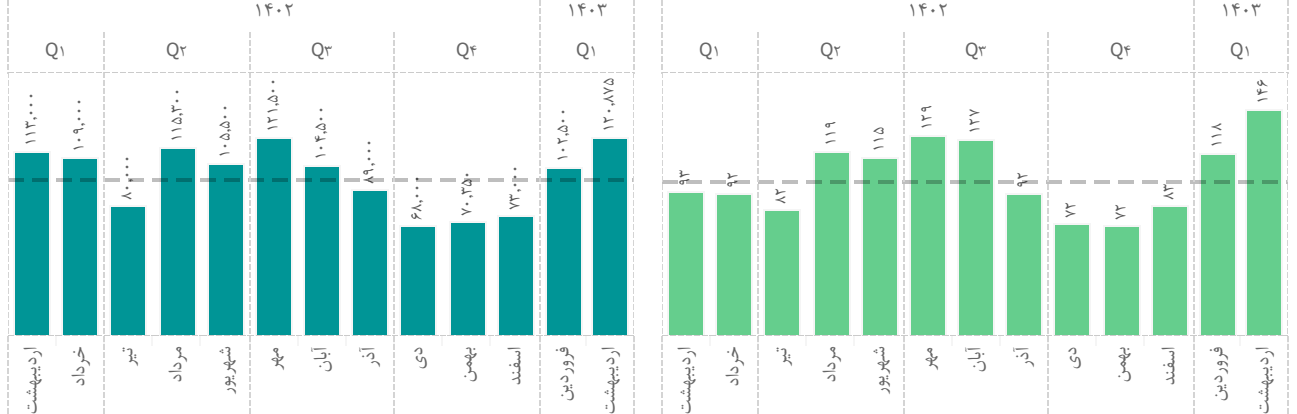 ۱۴۰۲ ۱۴۰۳
Q۱ Q۲ Q۳ Q۴ Q۱
۱۱۳,۰۰۰ ۱۰۹,۰۰۰ ۸۰,۰۰۰ ۱۱۵,۳۰۰ ۱۰۵,۵۰۰ ۱۲۱,۵۰۰ ۱۰۴,۵۰۰ ۸۹,۰۰۰ ۶۸,۰۰۰ ۷۰,۳۵۰ ۷۳,۰۰۰ ۱۰۲,۵۰۰ ۱۲۰,۸۷۵
اردیبهشت خرداد تیر مرداد شهریور مهر آبان آذر دی بهمن اسفند فروردین اردیبهشت
۱۴۰۲ ۱۴۰۳
Q۱ Q۲ Q۳ Q۴ Q۱
۹۳ ۹۲ ۸۲ ۱۱۹ ۱۱۵ ۱۲۹ ۱۲۷ ۹۲ ۷۲ ۷۲ ۸۳ ۱۱۸ ۱۴۶
اردیبهشت خرداد تیر مرداد شهریور مهر آبان آذر دی بهمن اسفند فروردین اردیبهشت